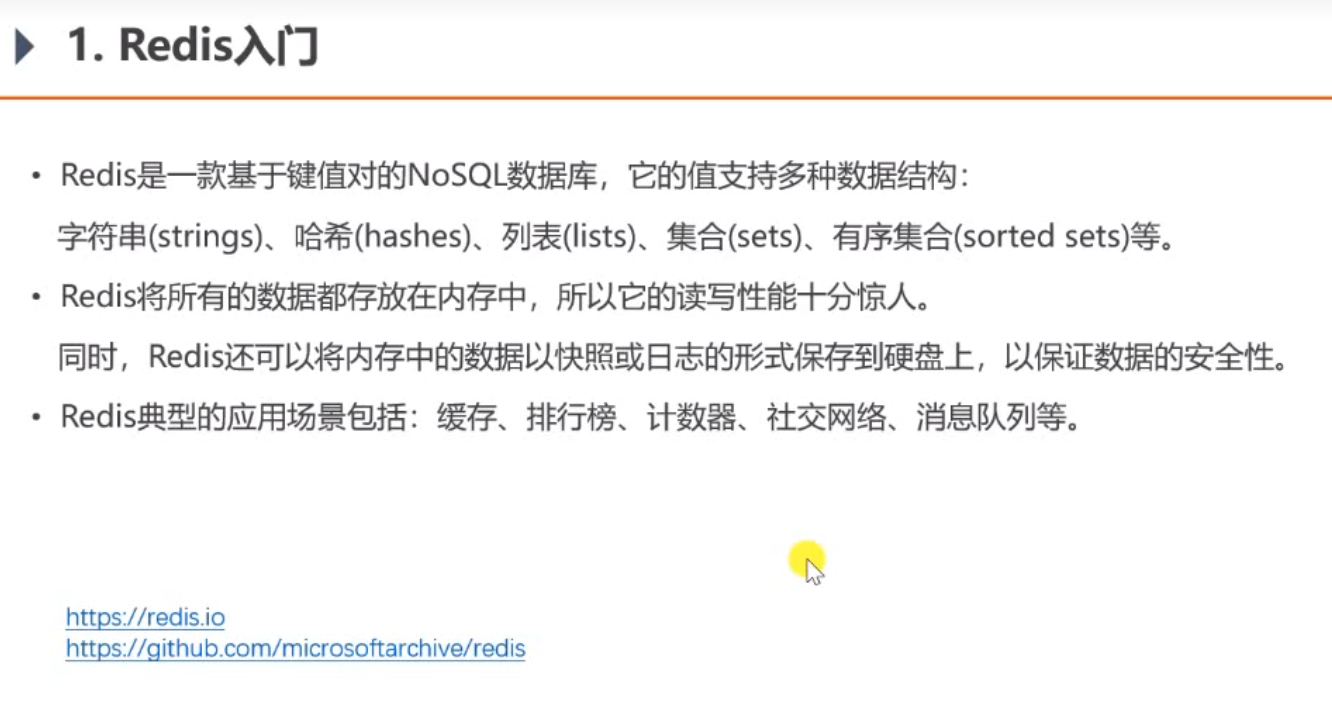 1. Redis入门
• Redis是一款基于键值对的NoSQL数据库，它的值支持多种数据结构：
字符串(strings)、哈希(hashes)、列表(lists)、集合(sets)、有序集合(sorted sets)等。
• Redis将所有的数据都存放在内存中，所以它的读写性能十分惊人。
同时，Redis还可以将内存中的数据以快照或日志的形式保存到硬盘上，以保证数据的安全性。
• Redis典型的应用场景包括：缓存、排行榜、计数器、社交网络、消息队列等。
https://redis.io
https://github.com/microsoftarchive/redis